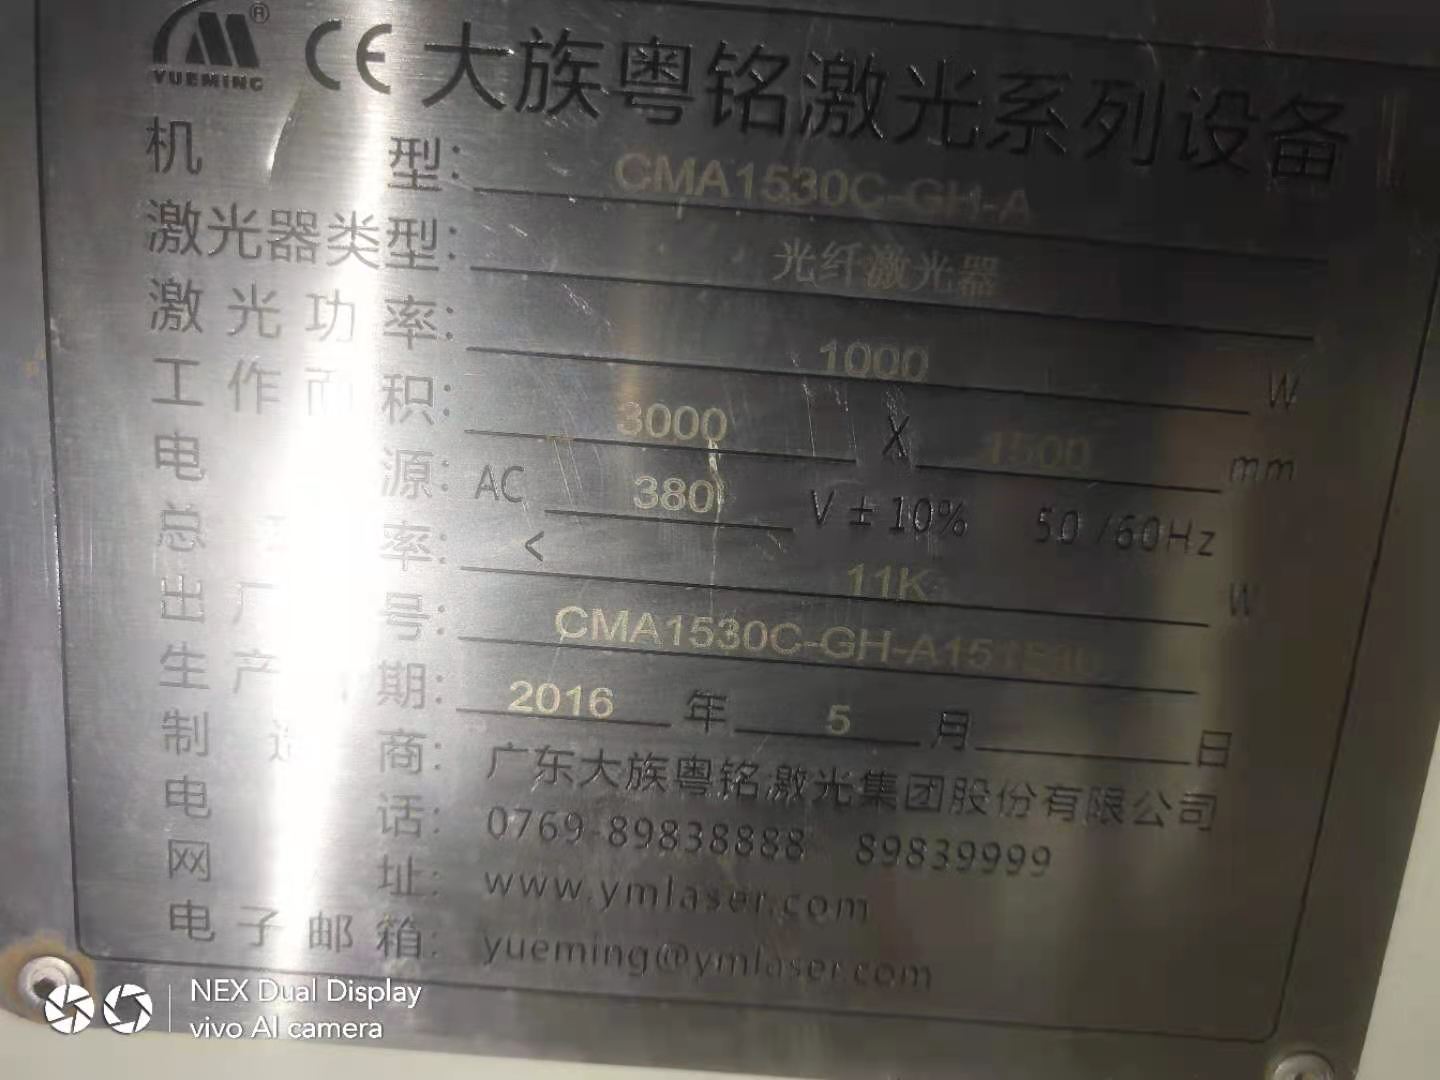 YUEMING
® CE 大族粤铭激光系列设备
机 型: CMA1530C-GH-A
激光器类型: 光纤激光器
激光功率: 1000 W
工作面积: 3000 X 1500 mm
电 源: AC 380 V±10% 50/60Hz
总 率: < 11K W
出厂 号: CMA1530C-GH-A
生产 期: 2016 年 5 月 日
制造商: 广东大族粤铭激光集团股份有限公司
电 话: 0769-89838888 89839999
网 址: www.ymlaser.com
电子邮箱: yueming@ymlaser.com
NEX Dual Display
vivo AI camera